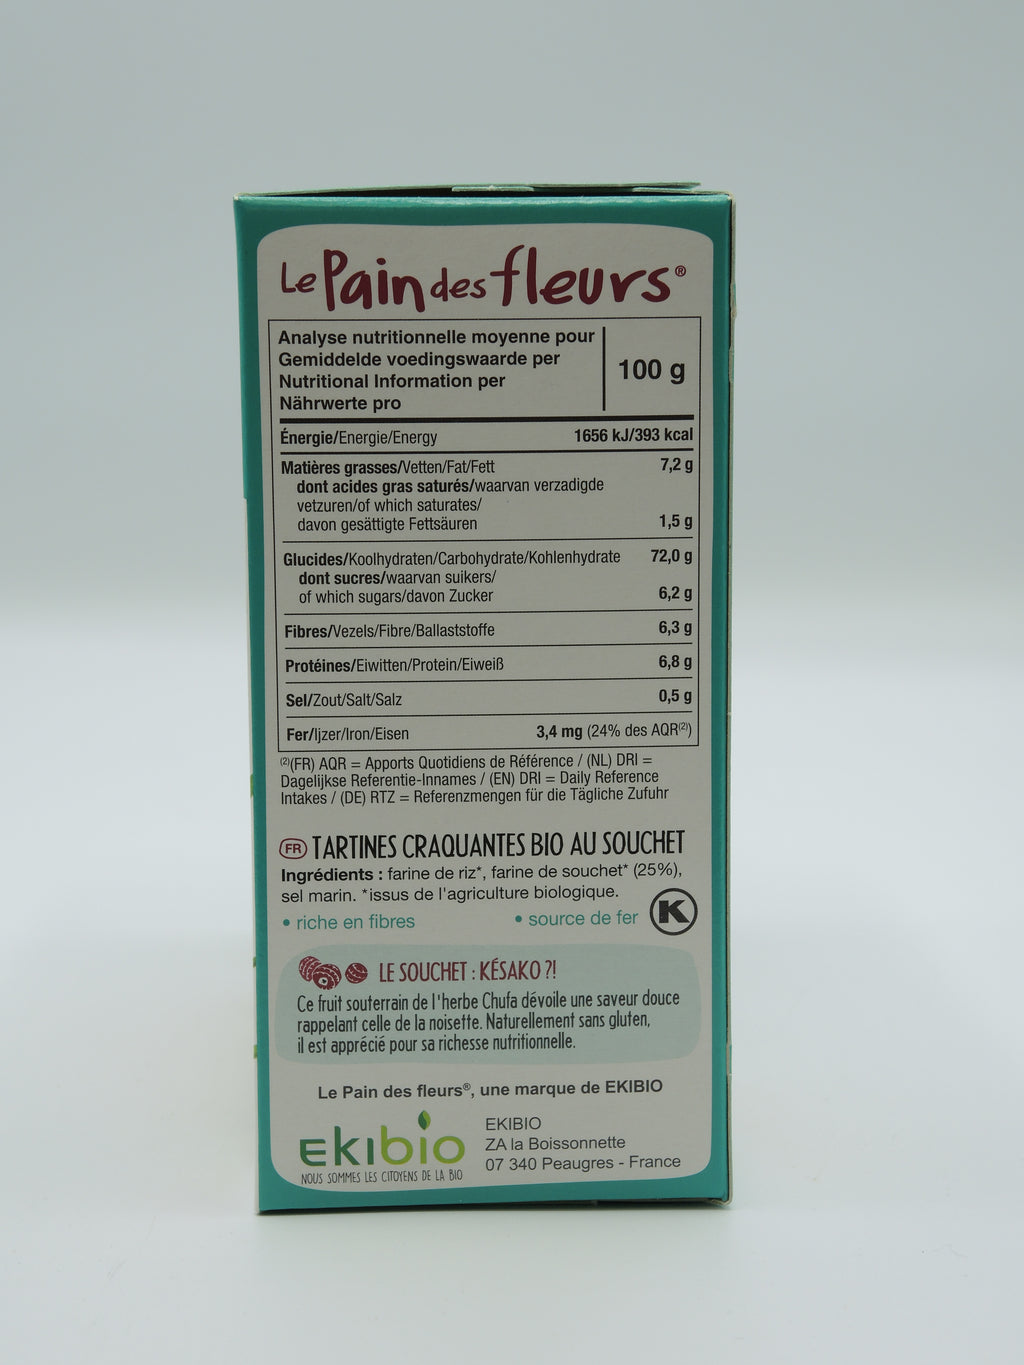 Le Pain des fleurs®
Analyse nutritionnelle moyenne pour
Gemiddelde voedingswaarde per
Nutritional Information per
Nährwerte pro
100 g
Énergie/Energie/Energy 1656 kJ/393 kcal
Matières grasses/Vetten/Fat/Fett 7,2 g
dont acides gras saturés/waarvan verzadigde
vetzuren/of which saturates/
davon gesättigte Fettsäuren 1,5 g
Glucides/Koolhydraten/Carbohydrate/Kohlenhydrate 72,0 g
dont sucres/waarvan suikers/
of which sugars/davon Zucker 6,2 g
Fibres/Vezels/Fibre/Ballaststoffe 6,3 g
Protéines/Eiwitten/Protein/Eiweiß 6,8 g
Sel/Zout/Salt/Salz 0,5 g
Fer/Ijzer/Iron/Eisen 3,4 mg (24% des AQR⁽²⁾)
⁽²⁾(FR) AQR = Apports Quotidiens de Référence / (NL) DRI =
Dagelijkse Referentie-Innames / (EN) DRI = Daily Reference
Intakes / (DE) RTZ = Referenzmengen für die Tägliche Zufuhr
FR TARTINES CRAQUANTES BIO AU SOUCHET
Ingrédients : farine de riz*, farine de souchet* (25%),
sel marin. *issus de l'agriculture biologique.
• riche en fibres • source de fer K
LE SOUCHET : KÉSAKO ?!
Ce fruit souterrain de l'herbe Chufa dévoile une saveur douce
rappelant celle de la noisette. Naturellement sans gluten,
il est apprécié pour sa richesse nutritionnelle.
Le Pain des fleurs®, une marque de EKIBIO
ekibio
NOUS SOMMES LES CITOYENS DE LA BIO
EKIBIO
ZA la Boissonnette
07 340 Peaugres - France